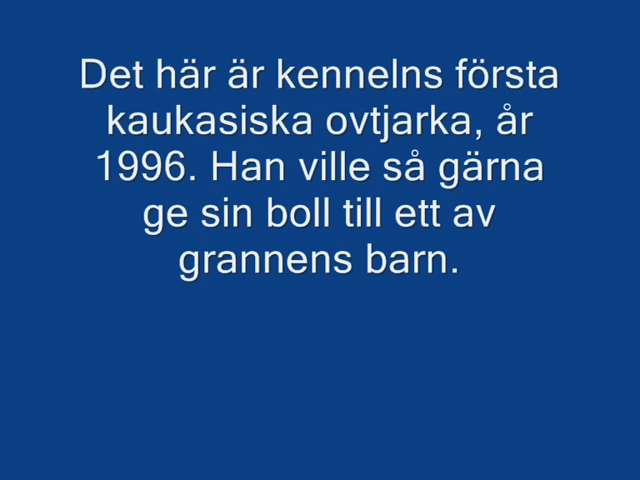 Det här är kennelns första
kaukasiska ovtjarka, år
1996. Han ville så gärna
ge sin boll till ett av
grannens barn.